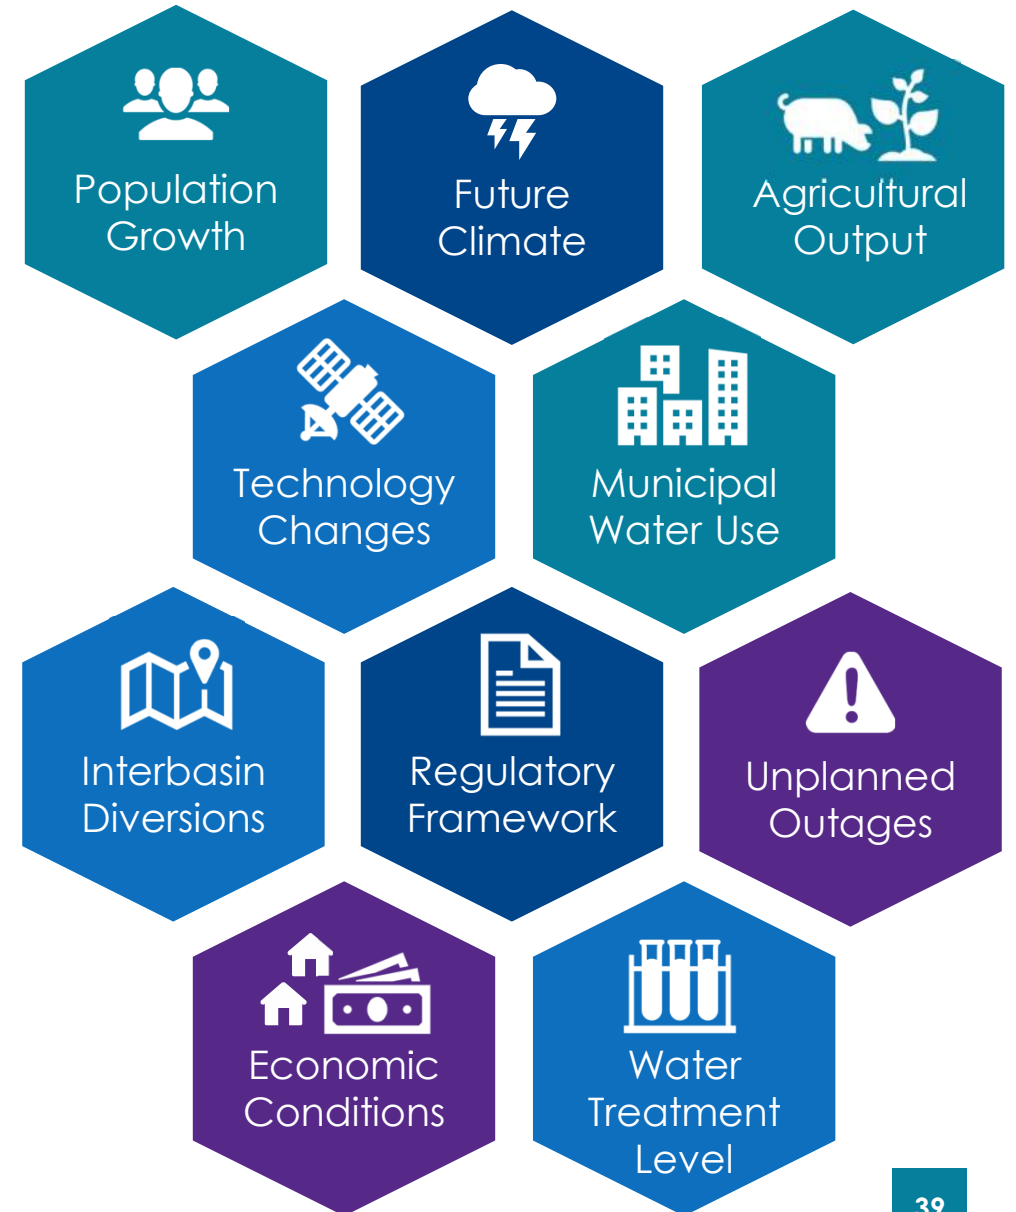 Population
Growth
Future
Climate
Agricultural
Output
Technology
Changes
Municipal
Water Use
Interbasin
Diversions
Regulatory
Framework
Unplanned
Outages
Economic
Conditions
Water
Treatment
Level
39